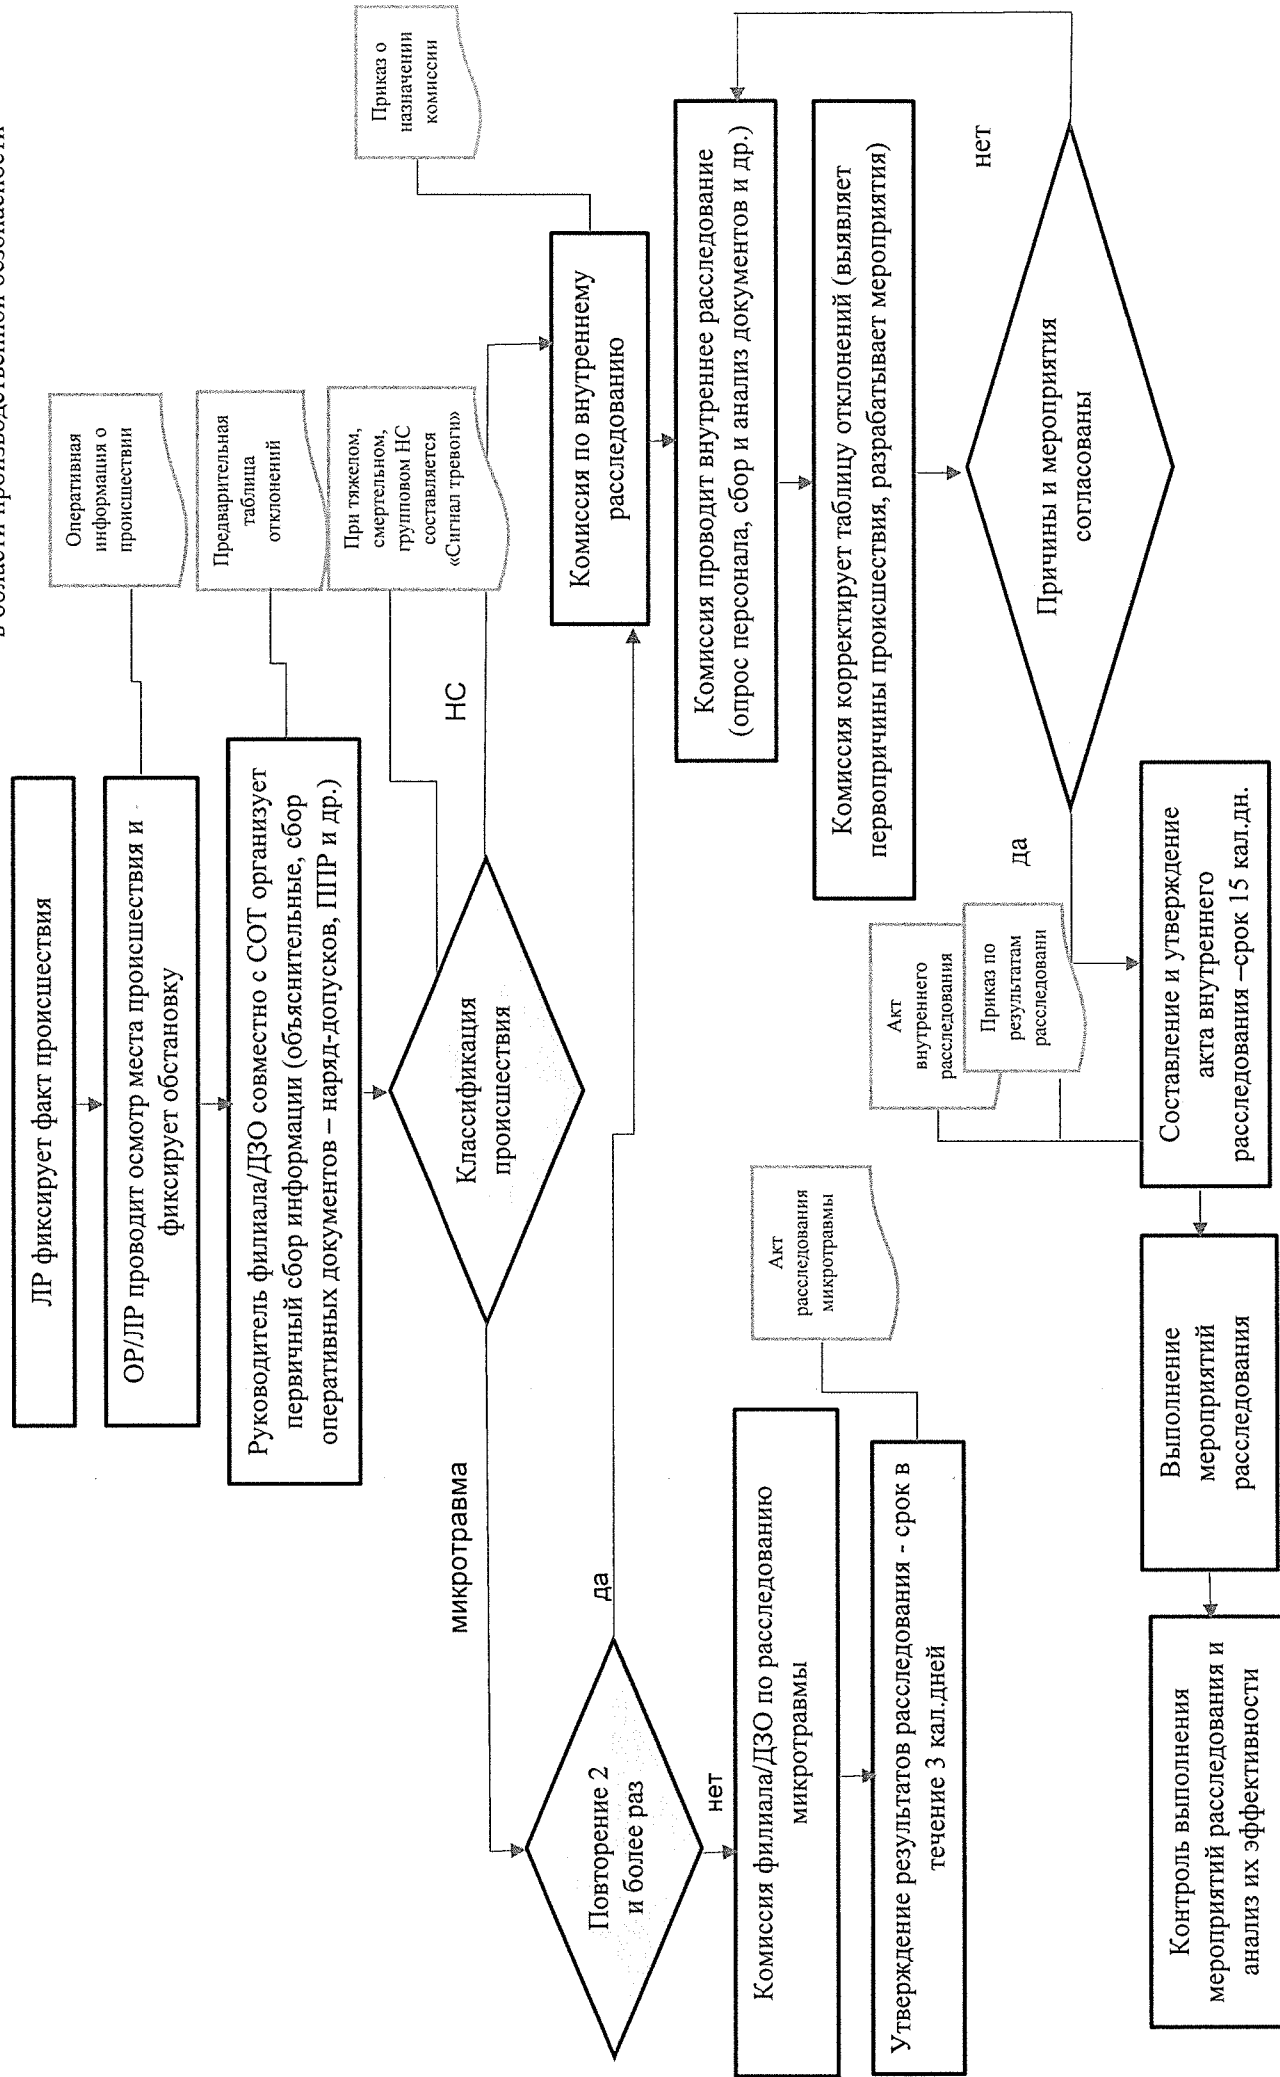 в области производственной безопасности
ЛР фиксирует факт происшествия
ОР/ЛР проводит осмотр места происшествия и
фиксирует обстановку
Оперативная
информация о
происшествии
Руководитель филиала/ДЗО совместно с СОТ организует
первичный сбор информации (объяснительные, сбор
оперативных документов – наряд-допусков, ППР и др.)
Предварительная
таблица
отклонений
Классификация
происшествия
При тяжелом,
смертельном,
групповом НС
составляется
«Сигнал тревоги»
микротравма
НС
Повторение 2
и более раз
да
нет
Комиссия по внутреннему
расследованию
Приказ о
назначении
комиссии
Комиссия филиала/ДЗО по расследованию
микротравмы
Комиссия проводит внутреннее расследование
(опрос персонала, сбор и анализ документов и др.)
Утверждение результатов расследования - срок в
течение 3 кал.дней
Акт
расследования
микротравмы
Комиссия корректирует таблицу отклонений (выявляет
первопричины происшествия, разрабатывает мероприятия)
Причины и мероприятия
согласованы
да
нет
Акт
внутреннего
расследования
Приказ по
результатам
расследовани
Составление и утверждение
акта внутреннего
расследования –срок 15 кал.дн.
Выполнение
мероприятий
расследования
Контроль выполнения
мероприятий расследования и
анализ их эффективности